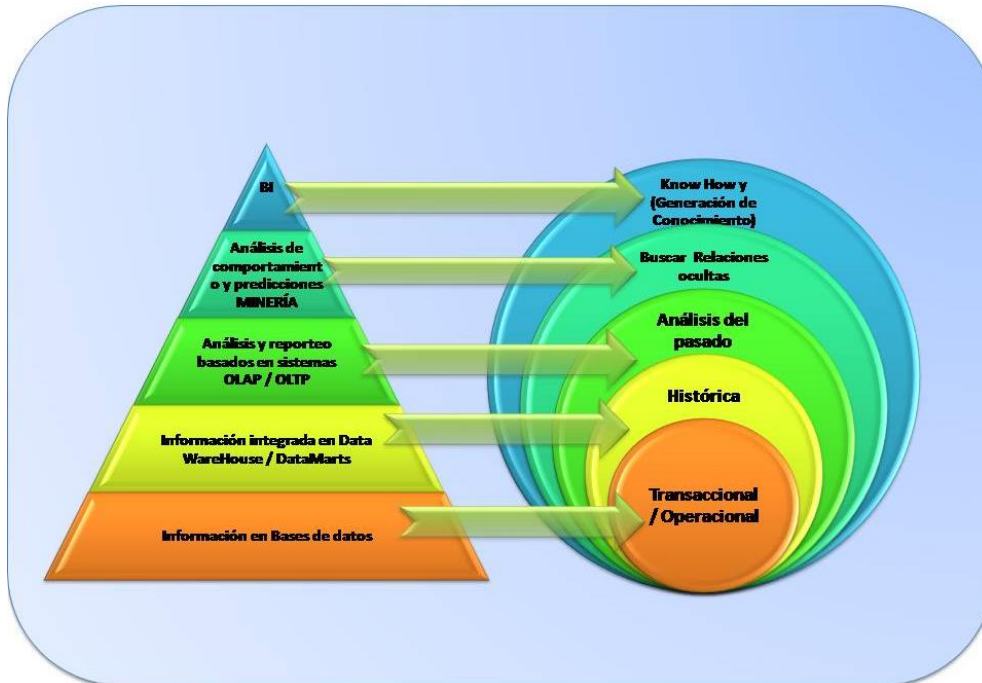 BI
Análisis de
comportamient
o y predicciones
MINERÍA
Análisis y reporteo
basados en sistemas
OLAP / OLTP
Información integrada en Data
WareHouse / DataMarts
Información en Bases de datos
Know How y
(Generación de
Conocimiento)
Buscar Relaciones
ocultas
Análisis del
pasado
Histórica
Transaccional
/ Operacional